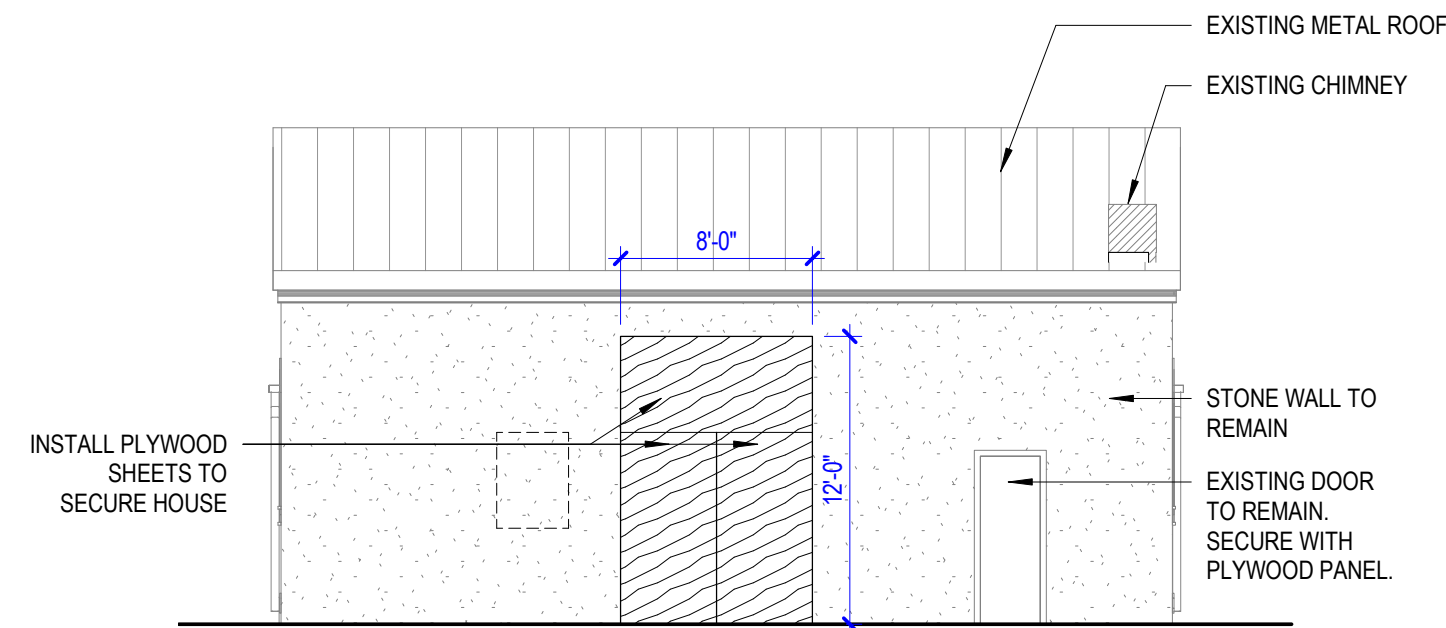 EXISTING METAL ROOF
EXISTING CHIMNEY
8'-0"
INSTALL PLYWOOD
SHEETS TO
SECURE HOUSE
12'-0"
STONE WALL TO
REMAIN
EXISTING DOOR
TO REMAIN.
SECURE WITH
PLYWOOD PANEL.